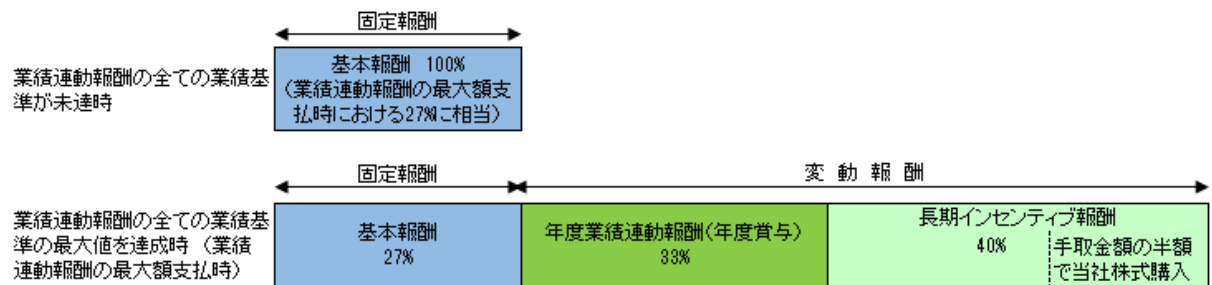 固定報酬
業績連動報酬の全ての業績基
準が未達時
基本報酬 100%
（業績連動報酬の最大額支
払時における27%に相当）
固定報酬
変動報酬
業績連動報酬の全ての業績基
準の最大値を達成時（業績
連動報酬の最大額支払時）
基本報酬
27%
年度業績連動報酬(年度賞与)
33%
長期インセンティブ報酬
40%
手取金額の半額
で当社株式購入